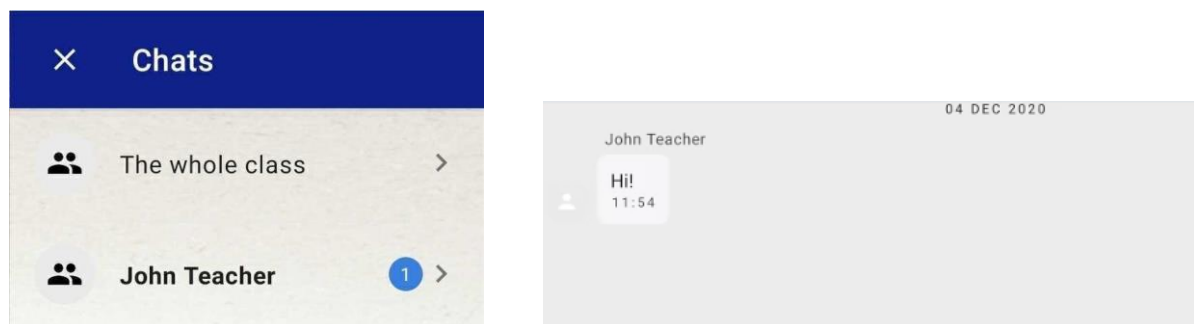 Chats
The whole class
John Teacher
1
04 DEC 2020
John Teacher
Hi!
11:54